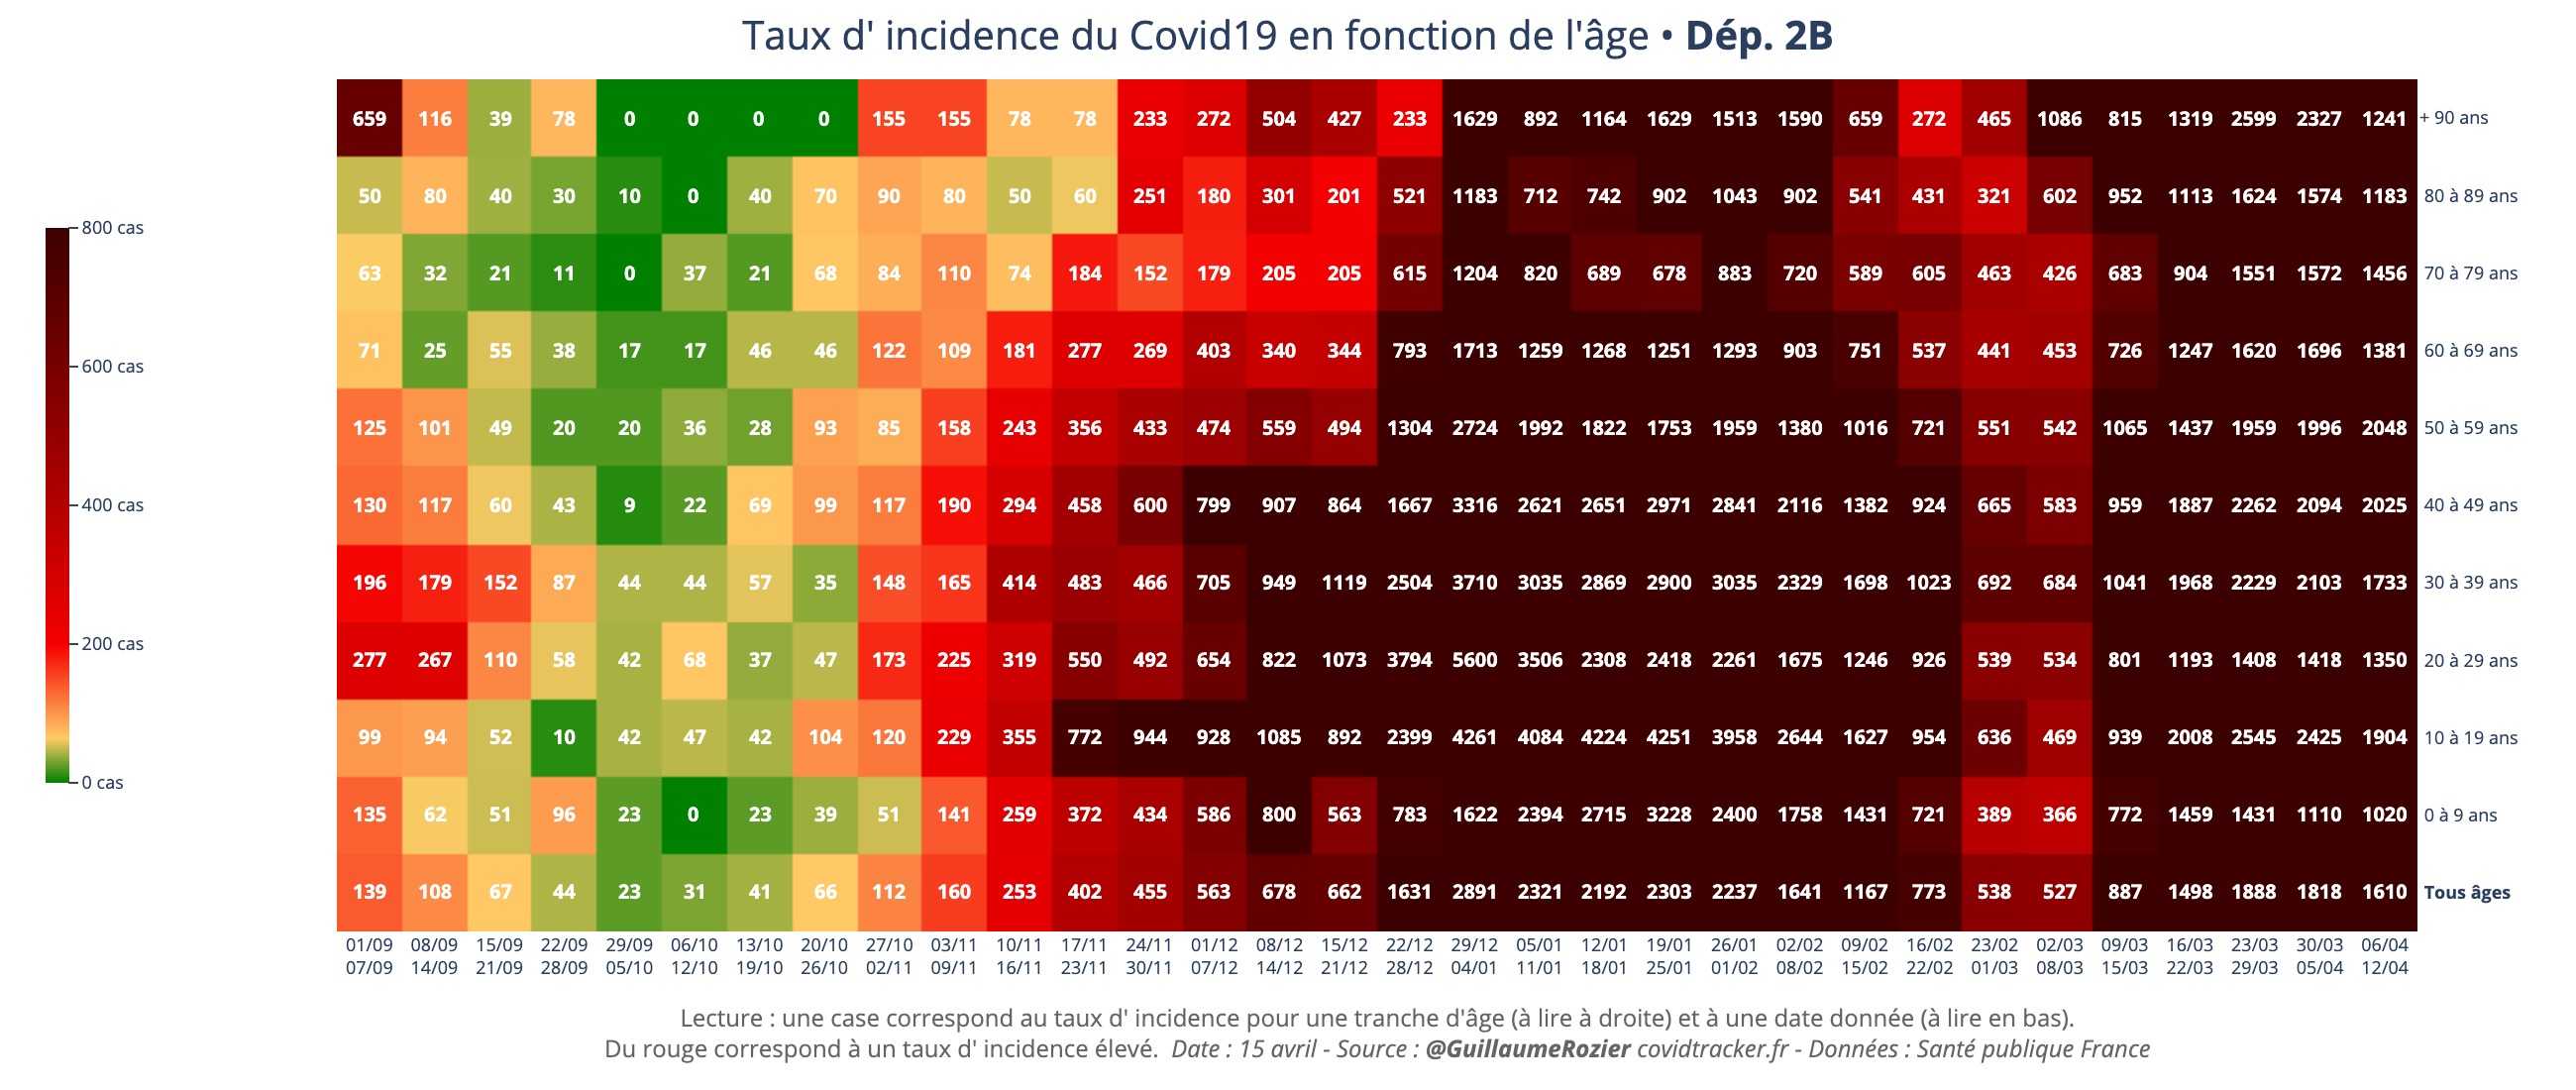 Taux d' incidence du Covid19 en fonction de l'âge • Dép. 2B
800 cas
600 cas
400 cas
200 cas
0 cas
659 116 39 78 0 0 0 0 155 155 78 78 233 272 504 427 233 1629 892 1164 1629 1513 1590 659 272 465 1086 815 1319 2599 2327 1241 + 90 ans
50 80 40 30 10 0 40 70 90 80 50 60 251 180 301 201 521 1183 712 742 902 1043 902 541 431 321 602 952 1113 1624 1574 1183 80 à 89 ans
63 32 21 11 0 37 21 68 84 110 74 184 152 179 205 205 615 1204 820 689 678 883 720 589 605 463 426 683 904 1551 1572 1456 70 à 79 ans
71 25 55 38 17 17 46 46 122 109 181 277 269 403 340 344 793 1713 1259 1268 1251 1293 903 751 537 441 453 726 1247 1620 1696 1381 60 à 69 ans
125 101 49 20 20 36 28 93 85 158 243 356 433 474 559 494 1304 2724 1992 1822 1753 1959 1380 1016 721 551 542 1065 1437 1959 1996 2048 50 à 59 ans
130 117 60 43 9 22 69 99 117 190 294 458 600 799 907 864 1667 3316 2621 2651 2971 2841 2116 1382 924 665 583 959 1887 2262 2094 2025 40 à 49 ans
196 179 152 87 44 44 57 35 148 165 414 483 466 705 949 1119 2504 3710 3035 2869 2900 3035 2329 1698 1023 692 684 1041 1968 2229 2103 1733 30 à 39 ans
277 267 110 58 42 68 37 47 173 225 319 550 492 654 822 1073 3794 5600 3506 2308 2418 2261 1675 1246 926 539 534 801 1193 1408 1418 1350 20 à 29 ans
99 94 52 10 42 47 42 104 120 229 355 772 944 928 1085 892 2399 4261 4084 4224 4251 3958 2644 1627 954 636 469 939 2008 2545 2425 1904 10 à 19 ans
135 62 51 96 23 0 23 39 51 141 259 372 434 586 800 563 783 1622 2394 2715 3228 2400 1758 1431 721 389 366 772 1459 1431 1110 1020 0 à 9 ans
139 108 67 44 23 31 41 66 112 160 253 402 455 563 678 662 1631 2891 2321 2192 2303 2237 1641 1167 773 538 527 887 1498 1888 1818 1610 Tous âges
01/09 08/09 15/09 22/09 29/09 06/10 13/10 20/10 27/10 03/11 10/11 17/11 24/11 01/12 08/12 15/12 22/12 29/12 05/01 12/01 19/01 26/01 02/02 09/02 16/02 23/02 02/03 09/03 16/03 23/03 30/03 06/04
07/09 14/09 21/09 28/09 05/10 12/10 19/10 26/10 02/11 09/11 16/11 23/11 30/11 07/12 14/12 21/12 28/12 04/01 11/01 18/01 25/01 01/02 08/02 15/02 22/02 01/03 08/03 15/03 22/03 29/03 05/04 12/04
Lecture : une case correspond au taux d' incidence pour une tranche d'âge (à lire à droite) et à une date donnée (à lire en bas).
Du rouge correspond à un taux d' incidence élevé. Date : 15 avril - Source : @GuillaumeRozier covidtracker.fr - Données : Santé publique France